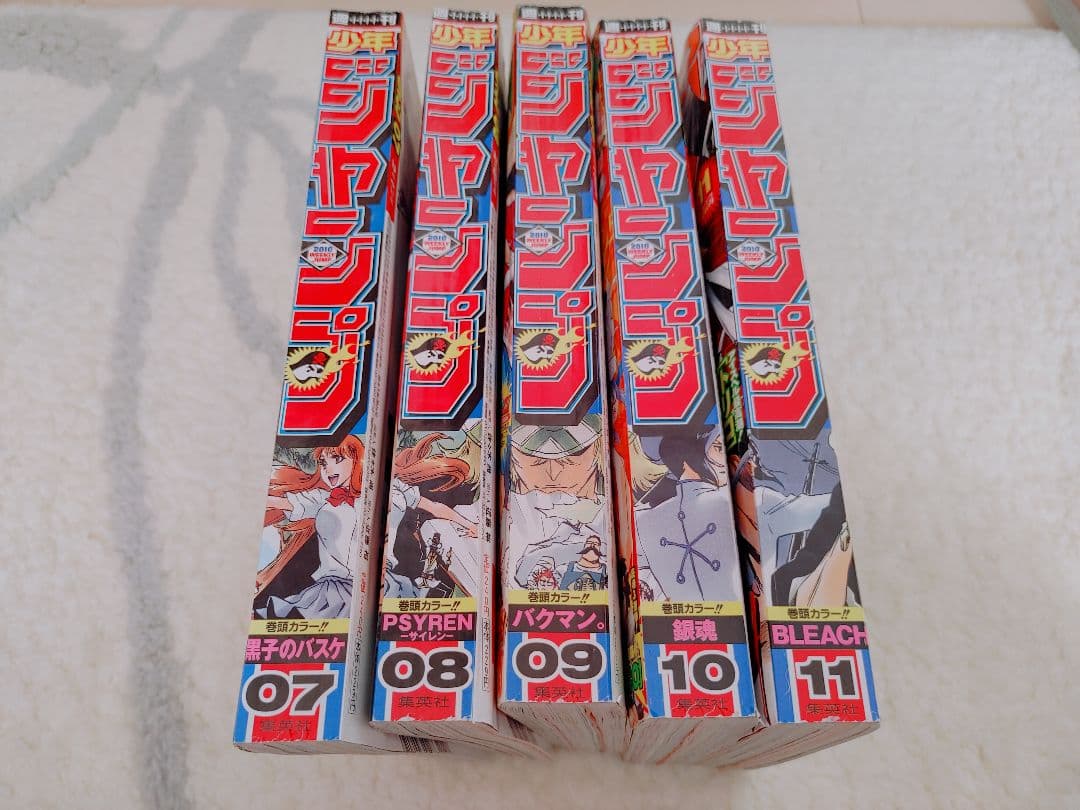 週刊
少年
ジャンプ
2010
WEEKLY
JUMP
巻頭カラー!!
黒子のバスケ
07
集英社
週刊
少年
ジャンプ
2010
WEEKLY
JUMP
巻頭カラー!!
PSYREN
ーサイレンー
08
集英社
週刊
少年
ジャンプ
2010
WEEKLY
JUMP
巻頭カラー!!
バクマン。
09
集英社
週刊
少年
ジャンプ
2010
WEEKLY
JUMP
巻頭カラー!!
銀魂
10
集英社
週刊
少年
ジャンプ
2010
WEEKLY
JUMP
巻頭カラー!!
BLEACH
11
集英社